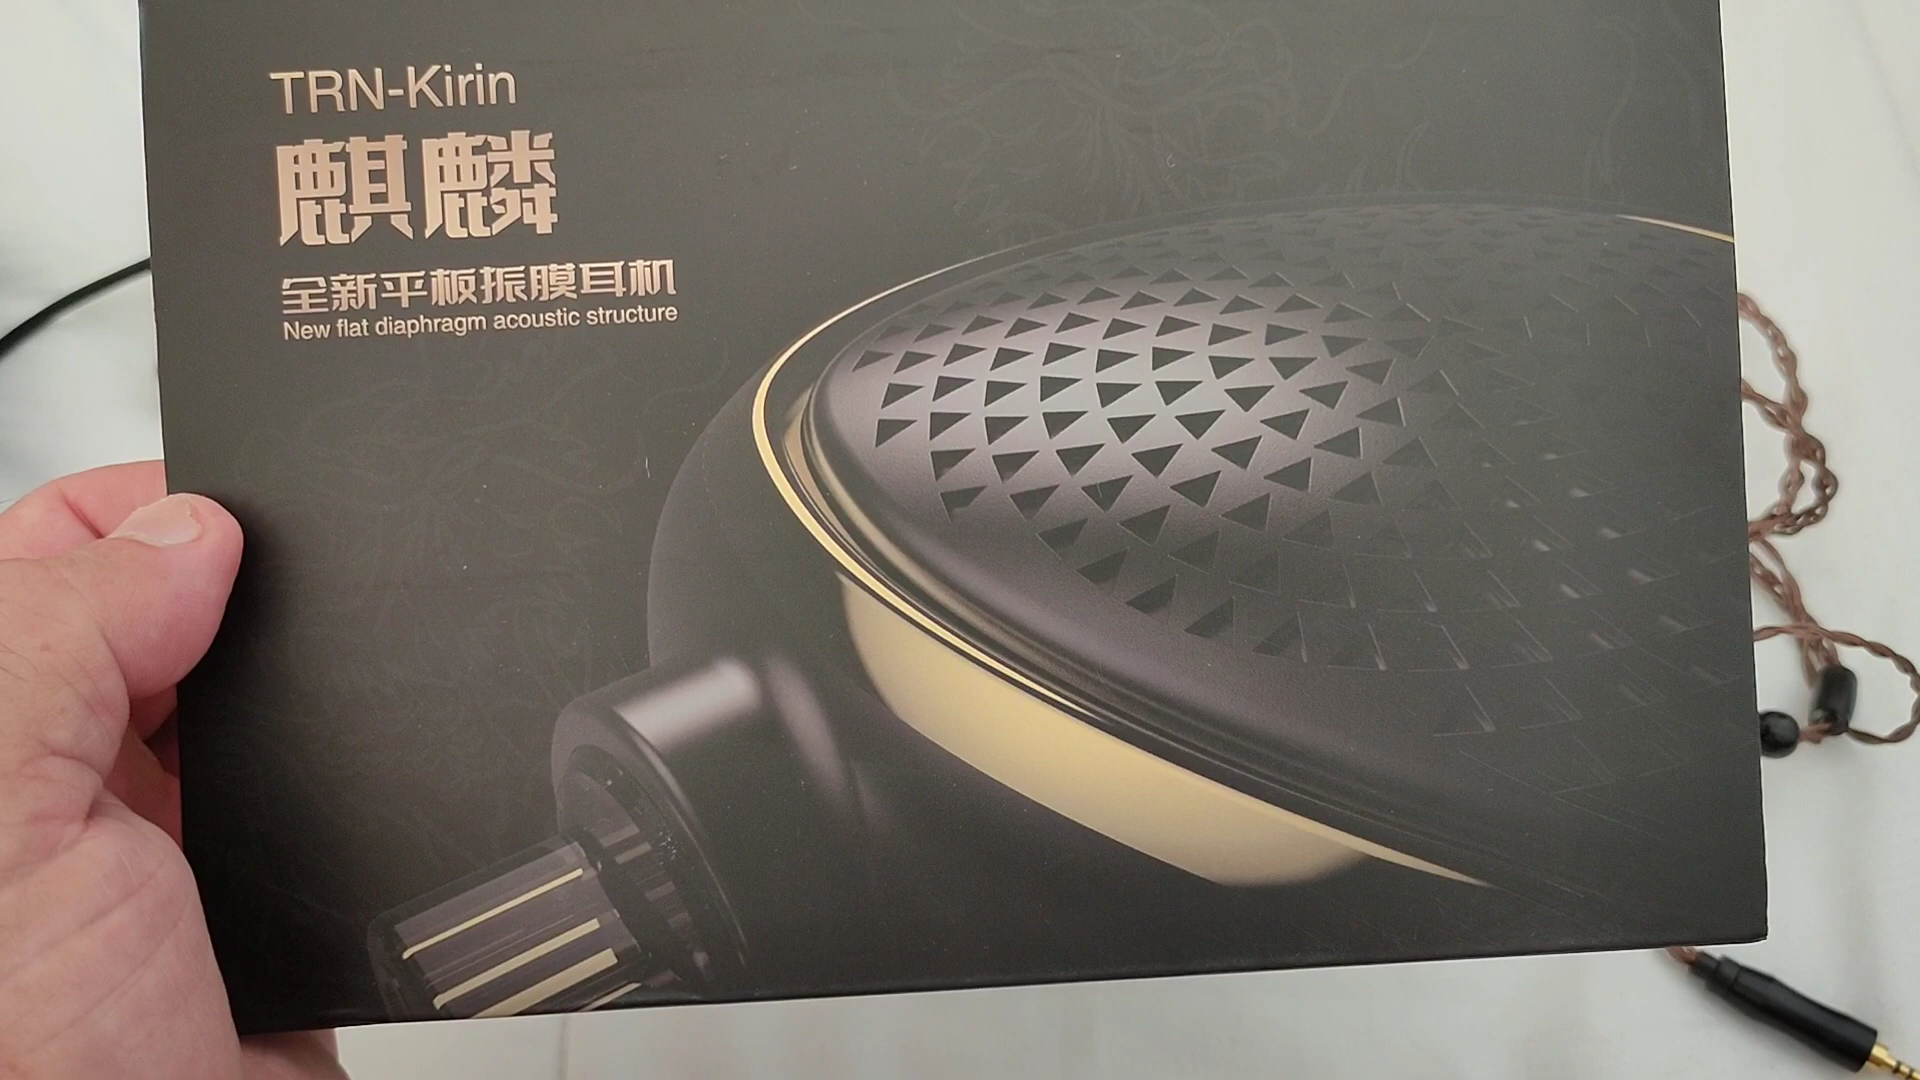 TRN-Kirin
麒麟
全新平板振膜耳机
New flat diaphragm acoustic structure